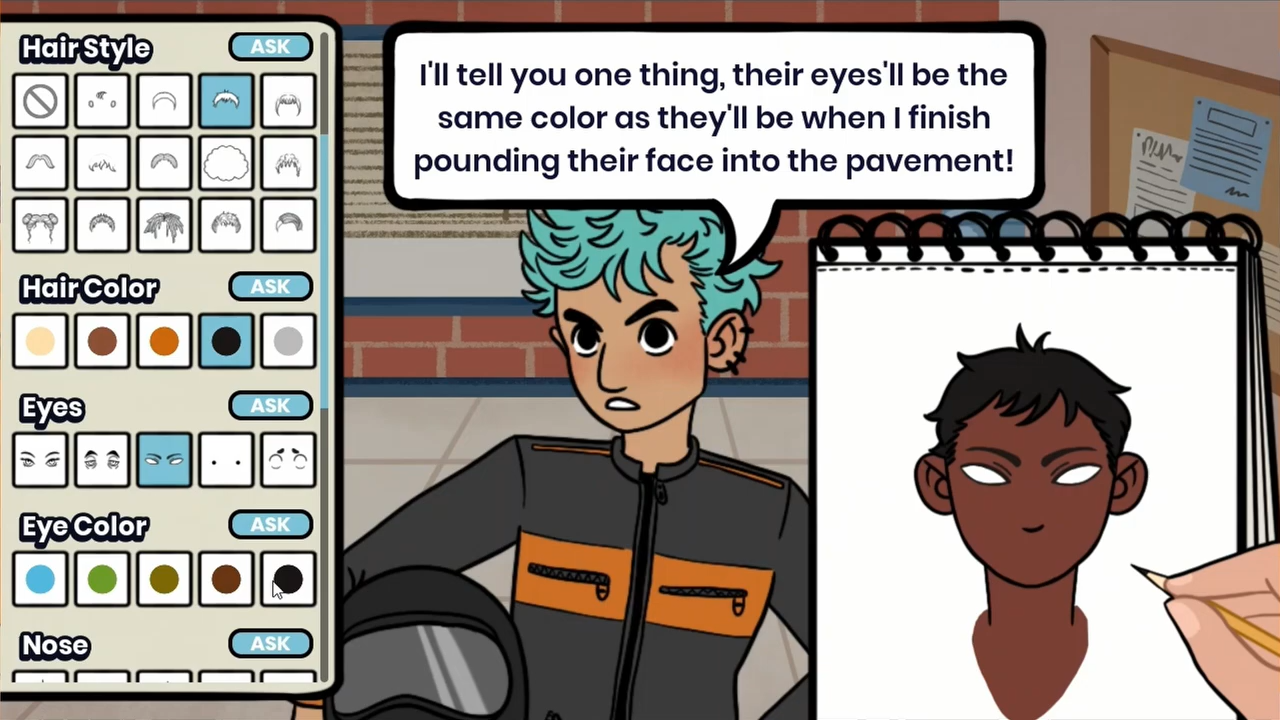 Hair Style
ASK
I'll tell you one thing, their eyes'll be the
same color as they'll be when I finish
pounding their face into the pavement!
Hair Color
ASK
Eyes
ASK
Eye Color
ASK
Nose
ASK